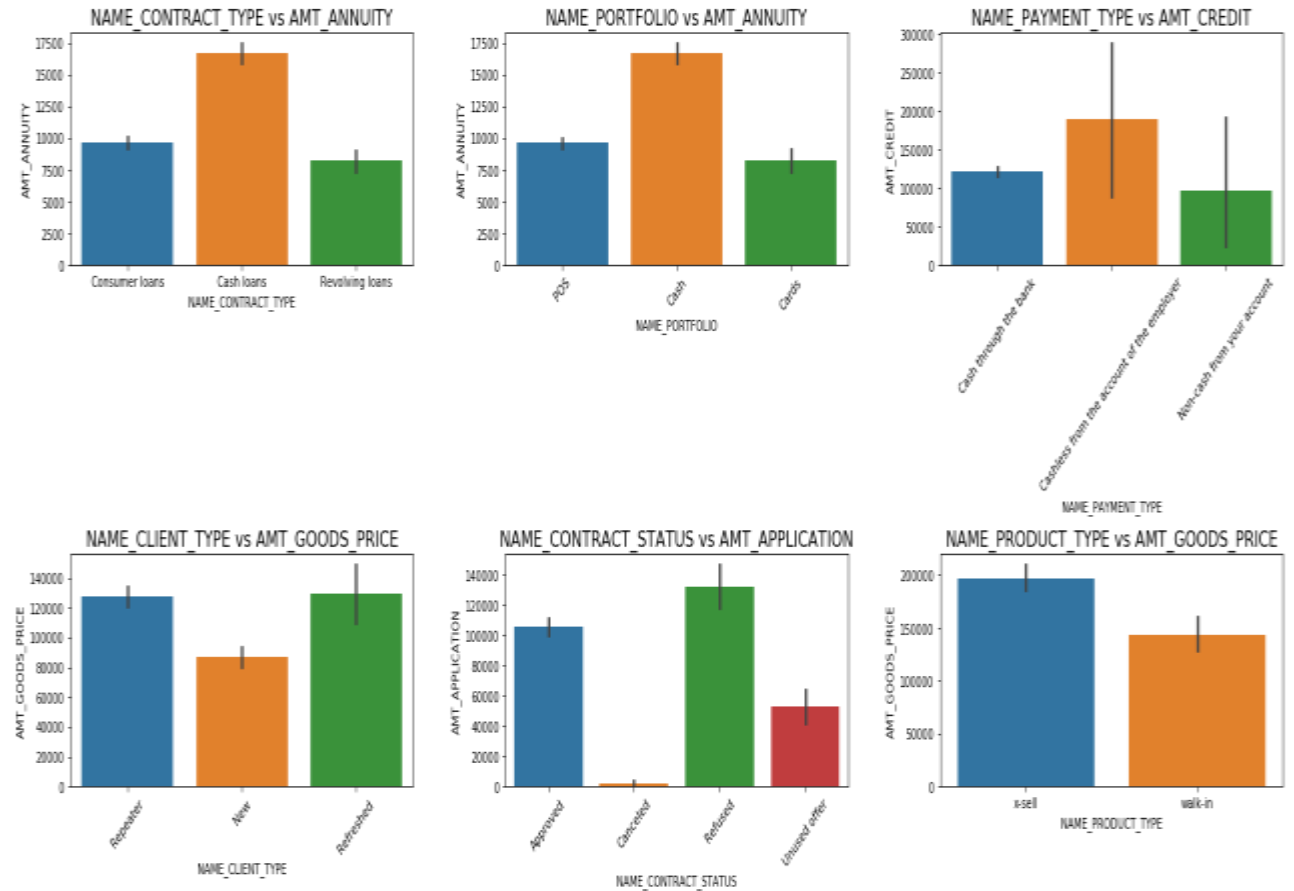 NAME_CONTRACT_TYPE vs AMT_ANNUITY
AMT_ANNUITY
17500
15000
12500
10000
7500
5000
2500
0
Consumer loans
Cash loans
Revolving loans
NAME_CONTRACT_TYPE
NAME_PORTFOLIO vs AMT_ANNUITY
AMT_ANNUITY
17500
15000
12500
10000
7500
5000
2500
0
POS
Cash
Cards
NAME_PORTFOLIO
NAME_PAYMENT_TYPE vs AMT_CREDIT
AMT_CREDIT
300000
250000
200000
150000
100000
50000
0
Cash through the bank
Cashless from the account of the employer
Non-cash from your account
NAME_PAYMENT_TYPE
NAME_CLIENT_TYPE vs AMT_GOODS_PRICE
AMT_GOODS_PRICE
140000
120000
100000
80000
60000
40000
20000
0
Repeater
New
Refreshed
NAME_CLIENT_TYPE
NAME_CONTRACT_STATUS vs AMT_APPLICATION
AMT_APPLICATION
140000
120000
100000
80000
60000
40000
20000
0
Approved
Canceled
Refused
Unused offer
NAME_CONTRACT_STATUS
NAME_PRODUCT_TYPE vs AMT_GOODS_PRICE
AMT_GOODS_PRICE
200000
150000
100000
50000
0
x-sell
walk-in
NAME_PRODUCT_TYPE